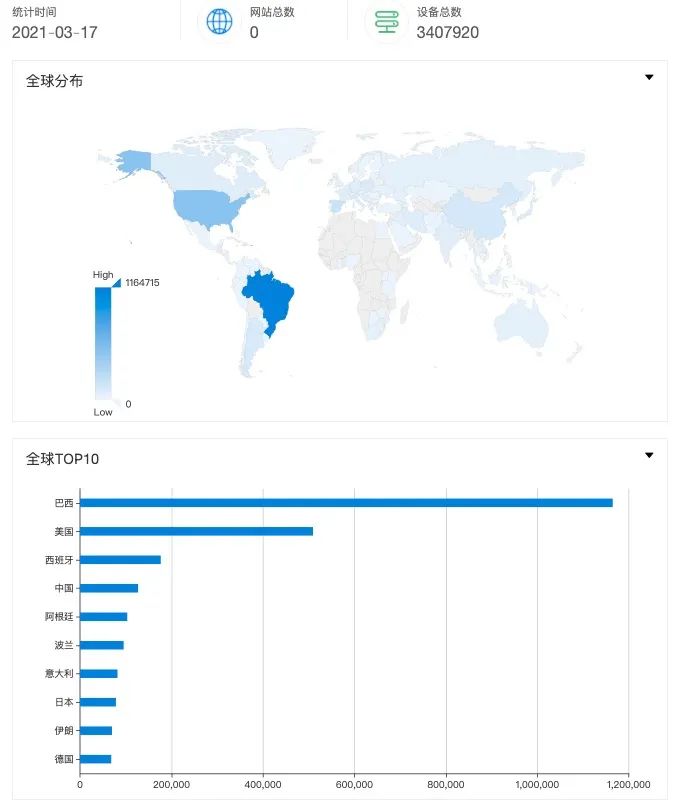 统计时间
2021-03-17
网站总数
0
设备总数
3407920
全球分布
High
1164715
0
Low
全球TOP10
巴西
美国
西班牙
中国
阿根廷
波兰
意大利
日本
伊朗
德国
0 200,000 400,000 600,000 800,000 1,000,000 1,200,000